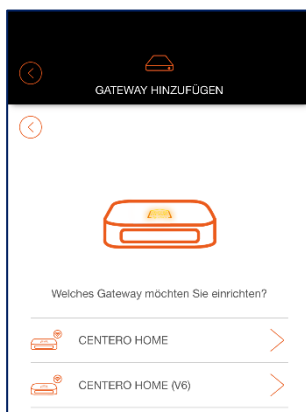 GATEWAY HINZUFÜGEN
Welches Gateway möchten Sie einrichten?
CENTERO HOME
CENTERO HOME (V6)